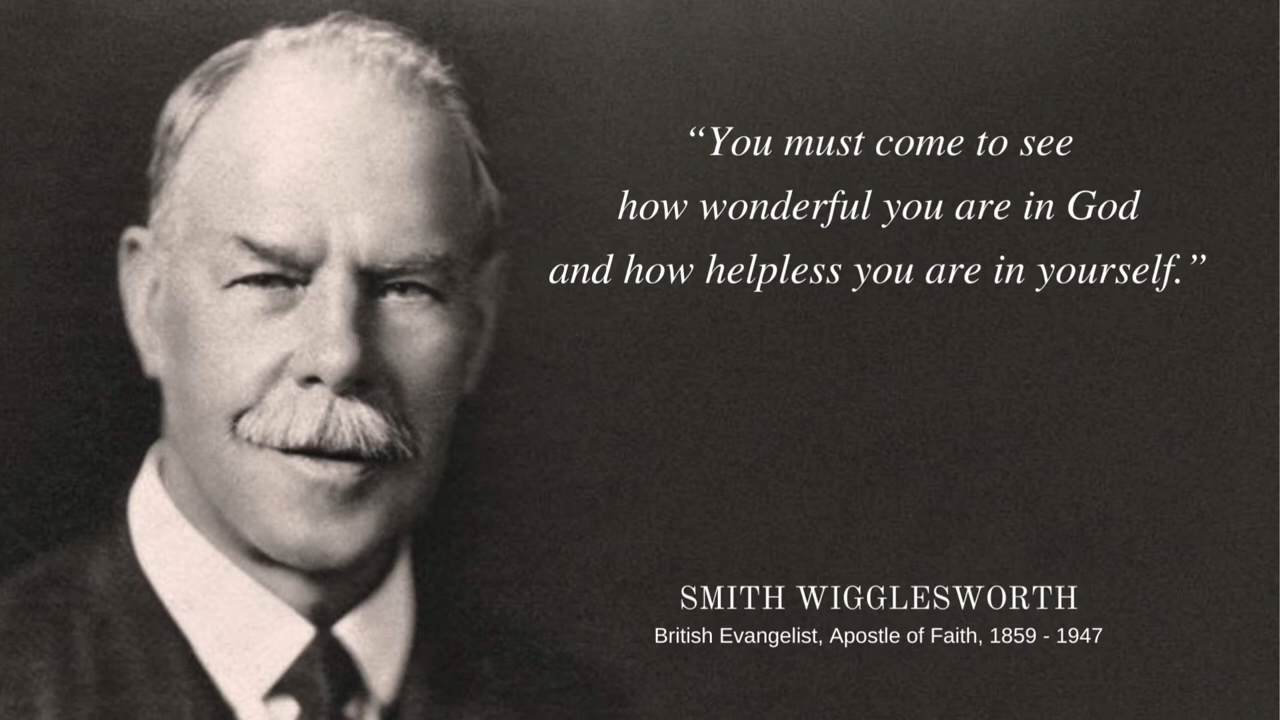 “You must come to see
how wonderful you are in God
and how helpless you are in yourself.”
SMITH WIGGLESWORTH
British Evangelist, Apostle of Faith, 1859 - 1947